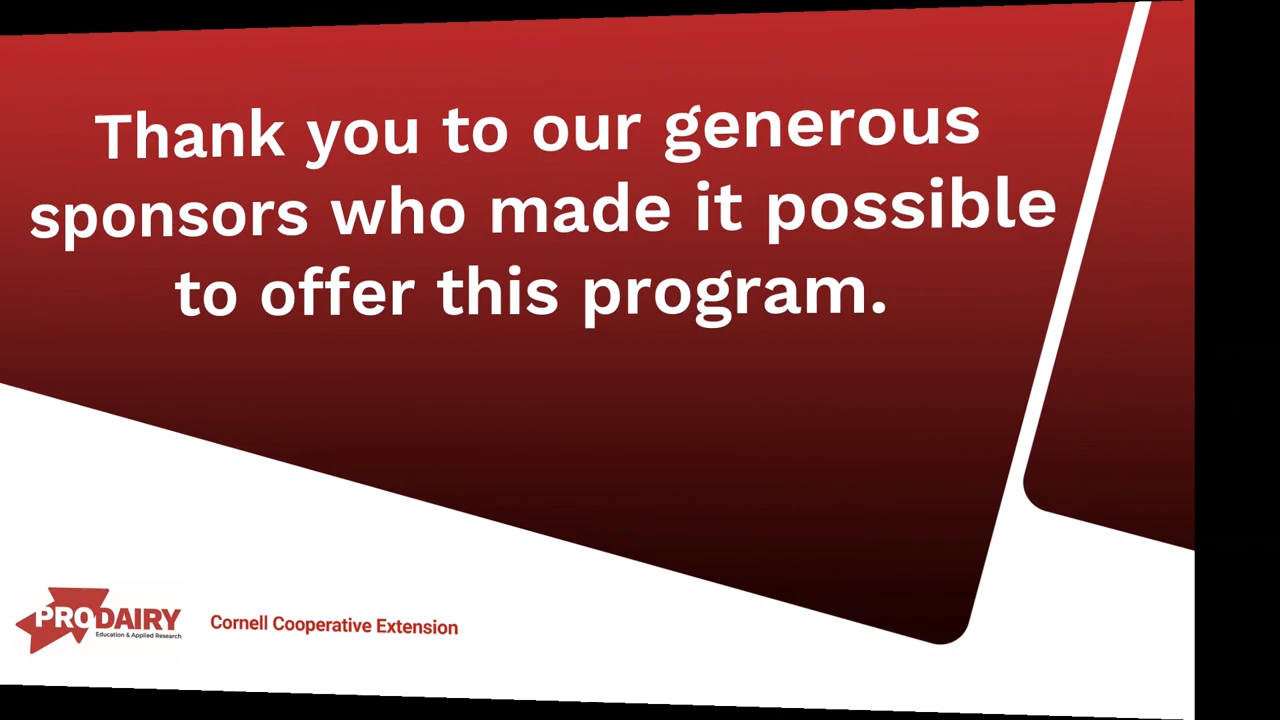 Thank you to our generous
sponsors who made it possible
to offer this program.
PRODAIRY
Education & Applied Research
Cornell Cooperative Extension